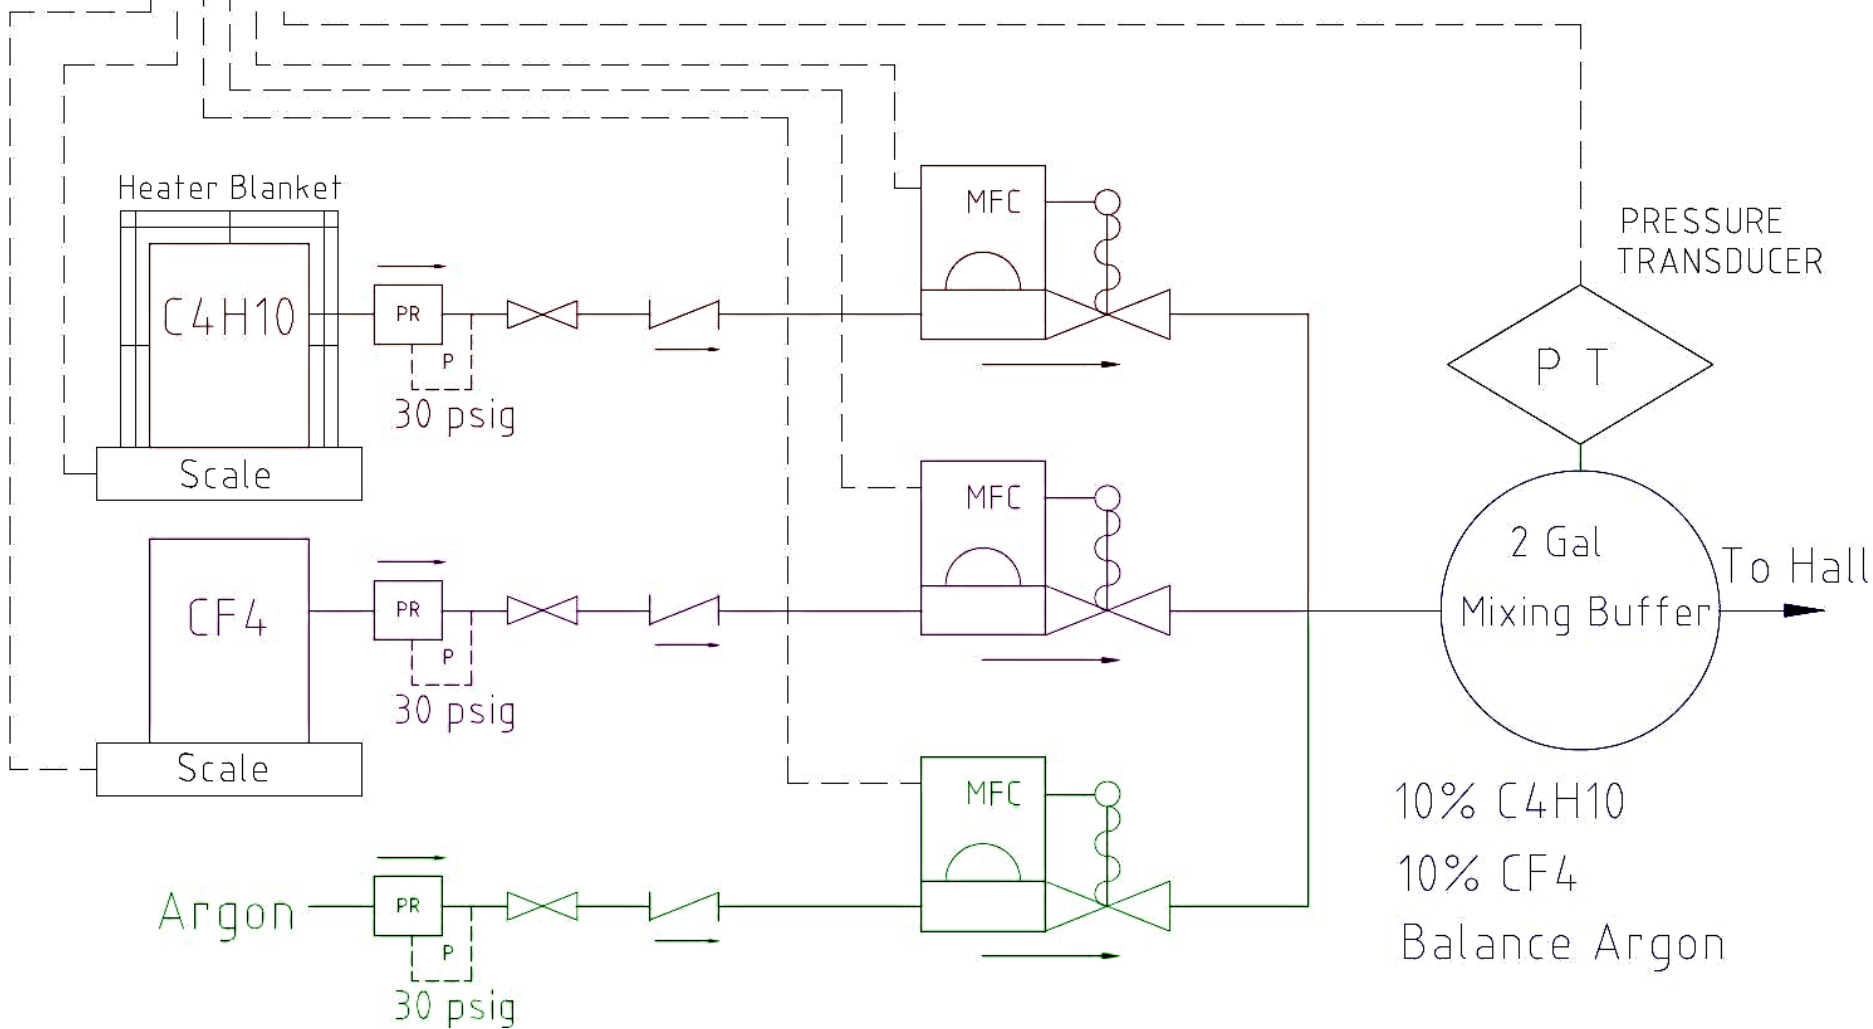 Heater Blanket
C4H10
PR
P
30 psig
Scale
MFC
PRESSURE
TRANSDUCER
P T
CF4
PR
P
30 psig
Scale
MFC
2 Gal
Mixing Buffer
To Hall
Argon
PR
P
30 psig
MFC
10% C4H10
10% CF4
Balance Argon